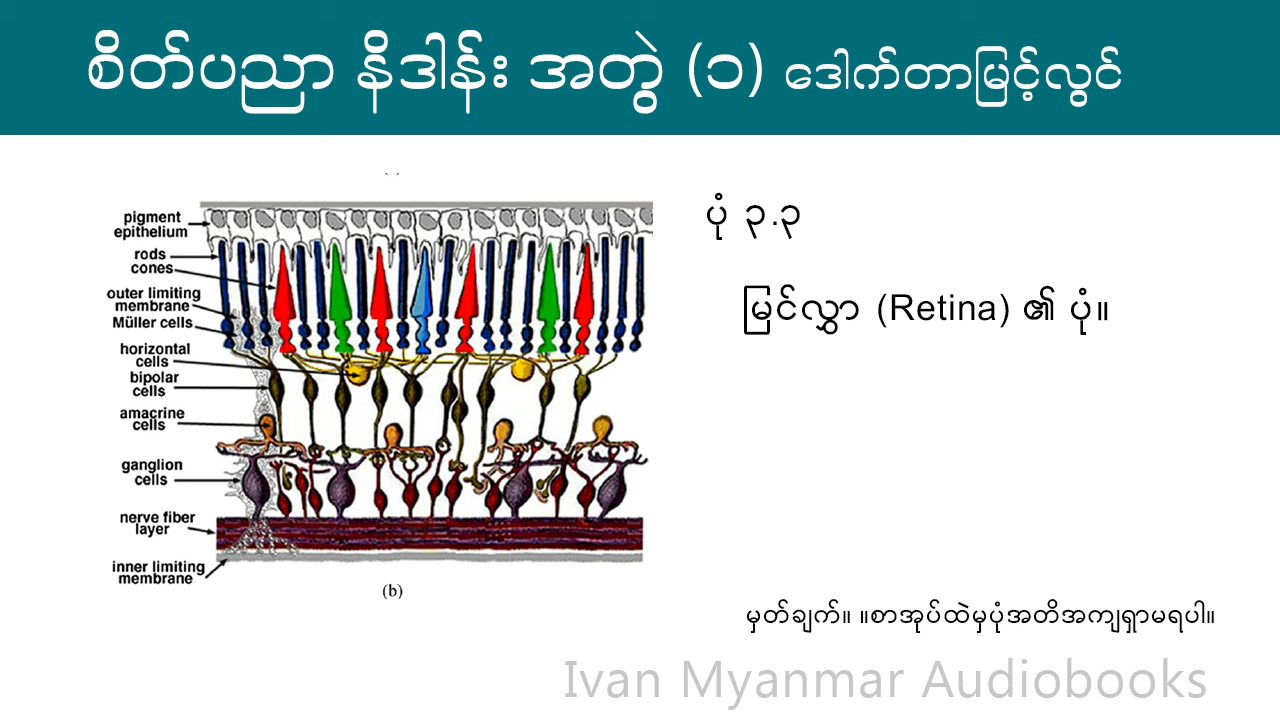 စိတ်ပညာ နိဒါန်း အတွဲ (၁) ဒေါက်တာမြင့်လွင်
pigment
epithelium
rods
cones
outer limiting
membrane
Müller cells
horizontal
cells
bipolar
cells
amacrine
cells
ganglion
cells
nerve fiber
layer
inner limiting
membrane
(b)
ပုံ ၃.၃
မြင်လွှာ (Retina) ၏ ပုံ။
မှတ်ချက်။ ။စာအုပ်ထဲမှပုံအတိအကျရှာမရပါ။
Ivan Myanmar Audiobooks